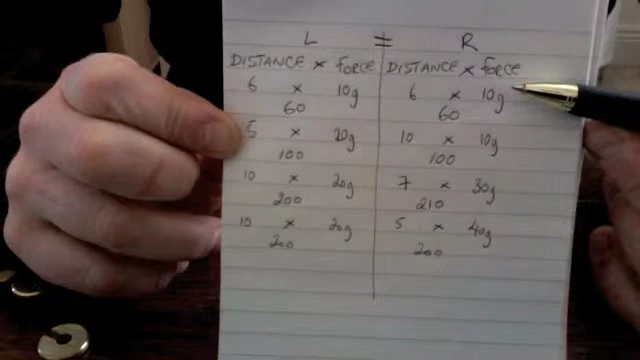 L = R
DISTANCE × FORCE DISTANCE × FORCE
6 × 10g 6 × 10g
60 60
5 × 20g 10 × 10g
100 100
10 × 20g 7 × 30g
200 210
10 × 20g 5 × 40g
200 200